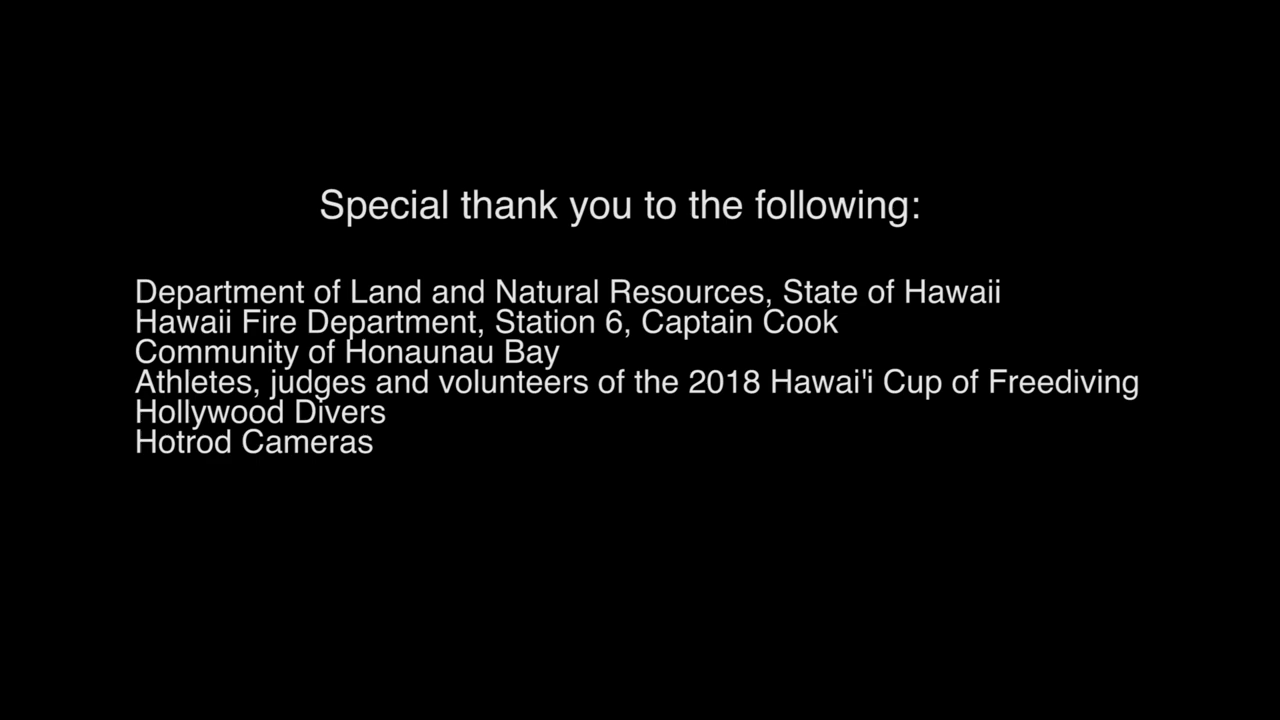 Special thank you to the following:
Department of Land and Natural Resources, State of Hawaii
Hawaii Fire Department, Station 6, Captain Cook
Community of Honaunau Bay
Athletes, judges and volunteers of the 2018 Hawai'i Cup of Freediving
Hollywood Divers
Hotrod Cameras